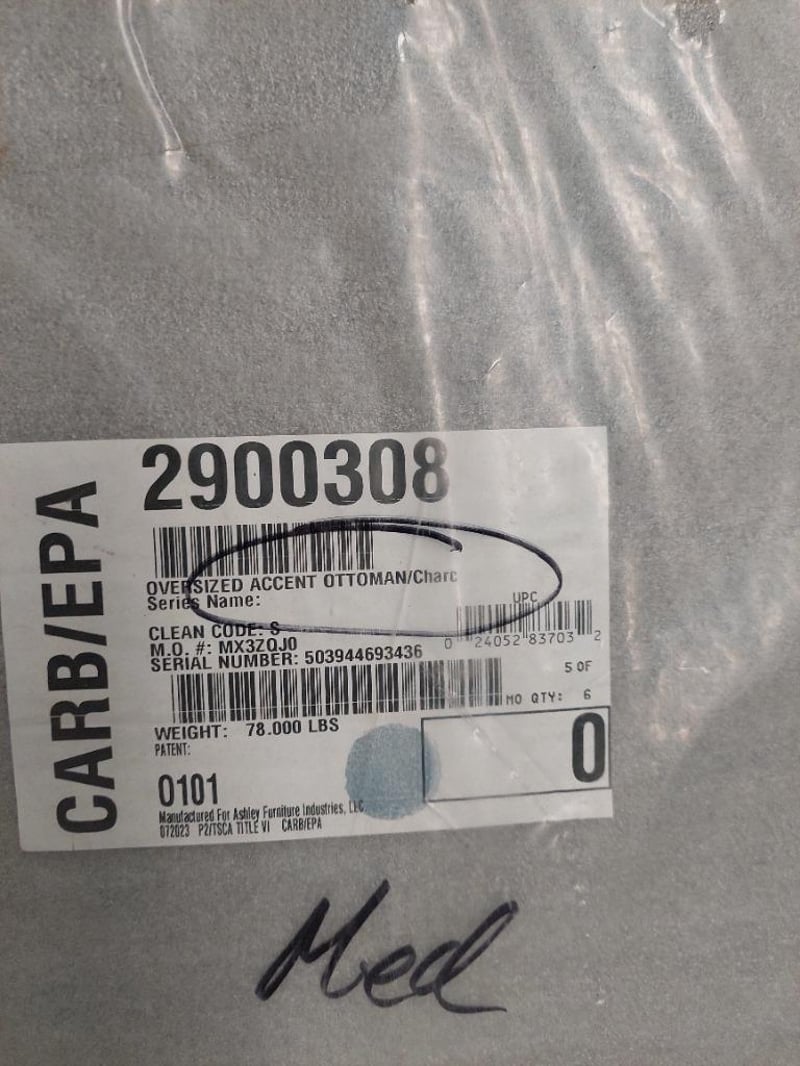 CARB/EPA
2900308
OVERSIZED ACCENT OTTOMAN/Charc
Series Name:
UPC
CLEAN CODE: S
M.O. #: MX3ZQJ0
0 24052 83703 2
SERIAL NUMBER: 503944693436
5 OF
MO QTY: 6
WEIGHT: 78.000 LBS
PATENT:
0
0101
Manufactured For Ashley Furniture Industries, LLC
072023 P2/TSCA TITLE VI CARB/EPA
Med